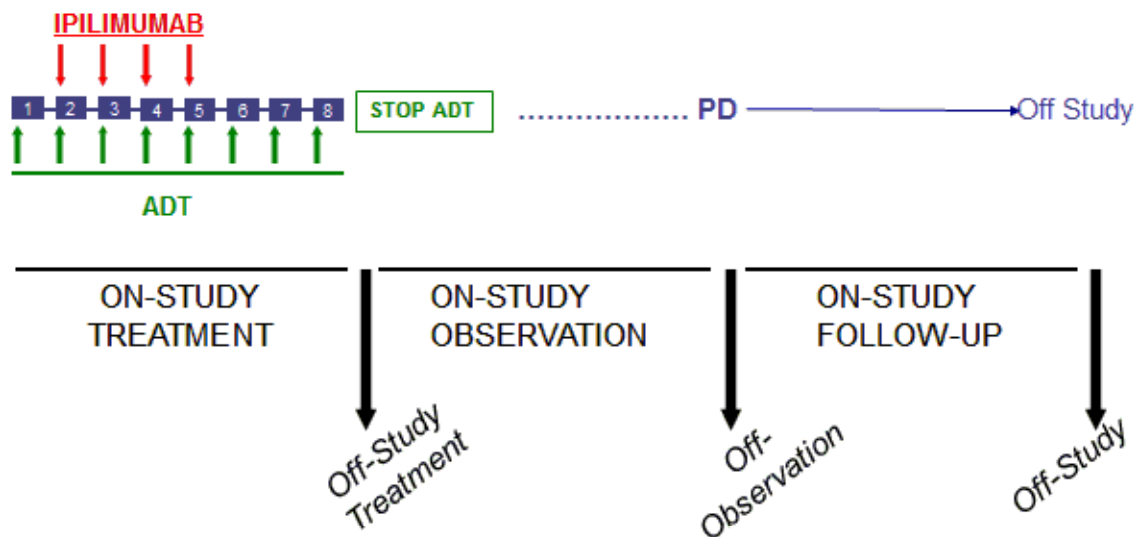 IPILIMUMAB
1 2 3 4 5 6 7 8 STOP ADT .................. PD Off Study
ADT
ON-STUDY
TREATMENT
ON-STUDY
OBSERVATION
ON-STUDY
FOLLOW-UP
Off-Study
Treatment
Off-
Observation
Off-Study